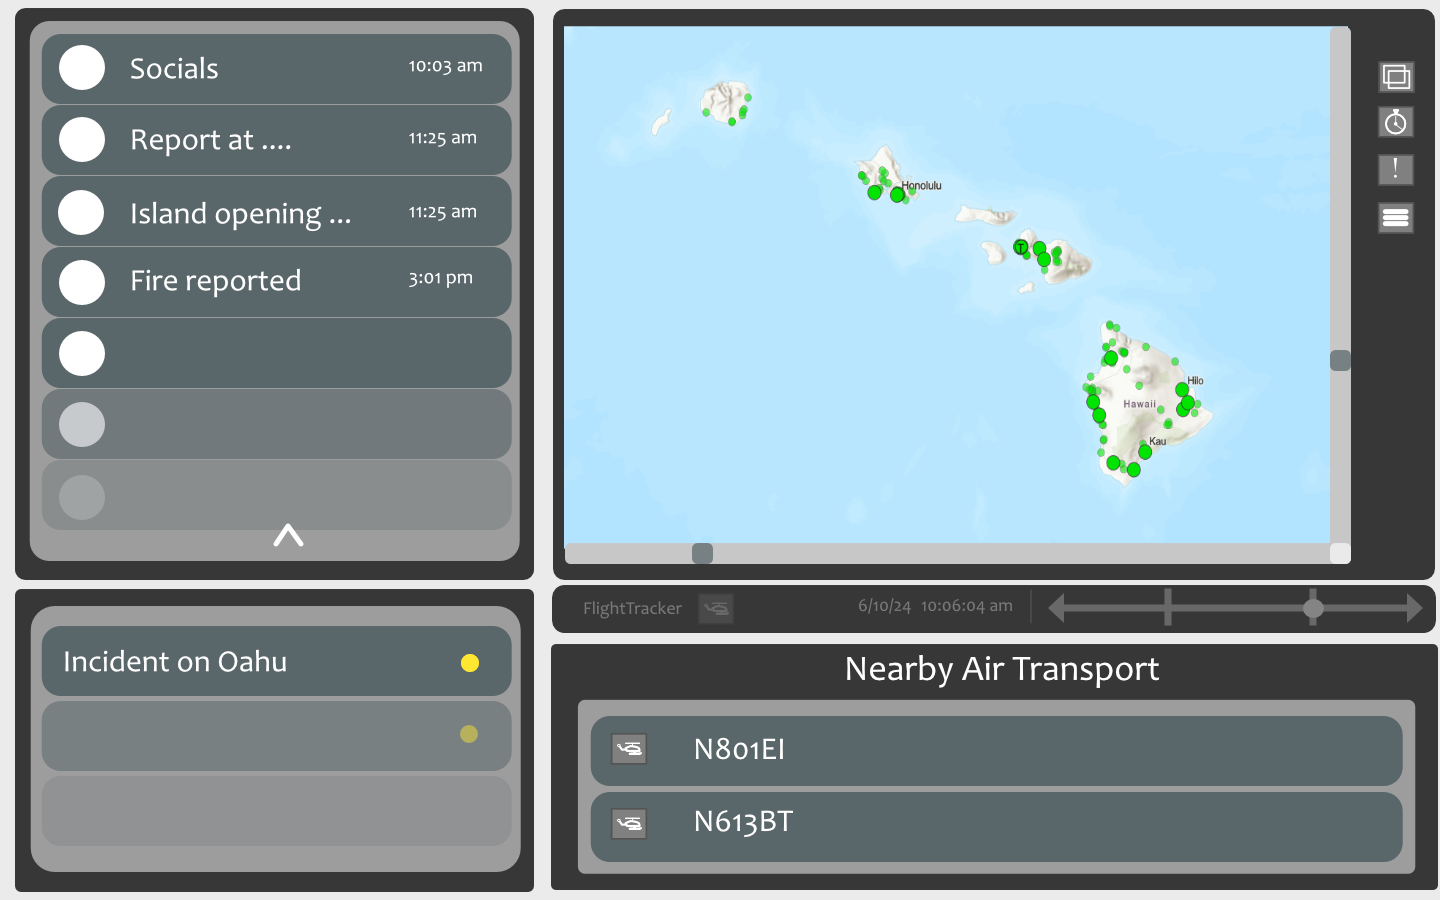 Socials 10:03 am
Report at .... 11:25 am
Island opening ... 11:25 am
Fire reported 3:01 pm
Incident on Oahu
Honolulu
T
Hilo
Hawaii
Kau
!
FlightTracker 6/10/24 10:06:04 am
Nearby Air Transport
N801EI
N613BT